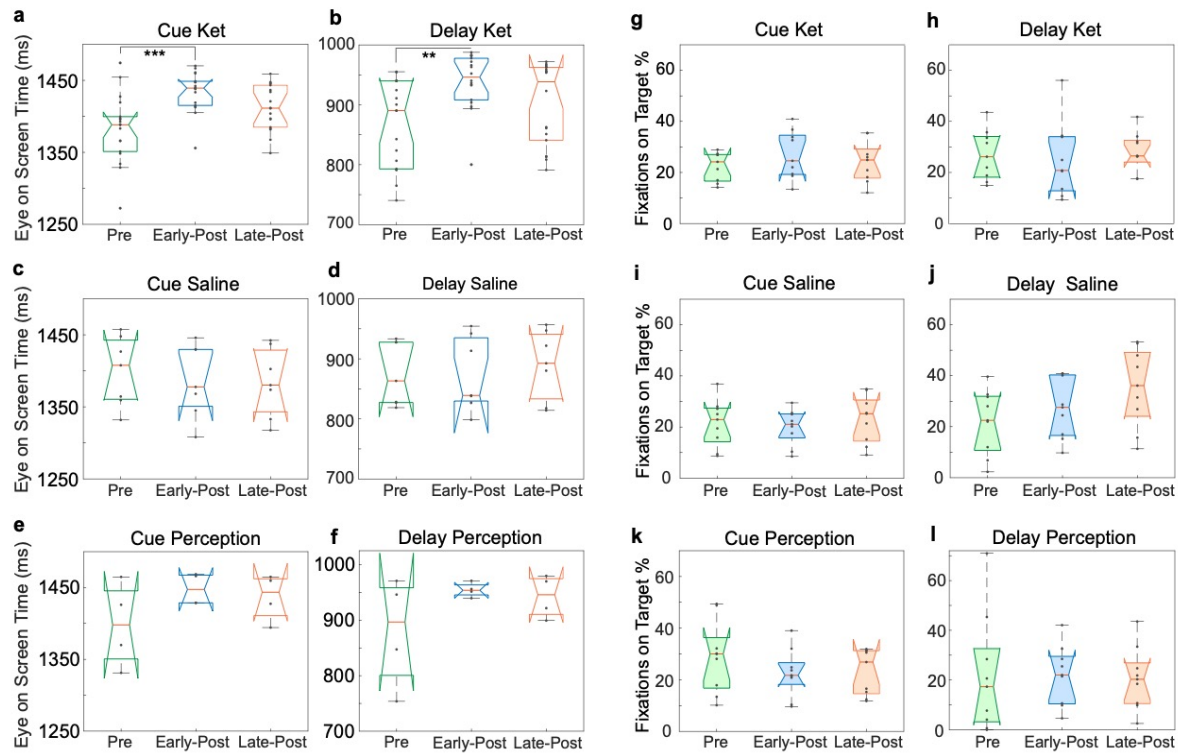 a
Cue Ket
b
Delay Ket
g
Cue Ket
h
Delay Ket
Eye on Screen Time (ms)
1450
1350
1250
***
Pre Early-Post Late-Post
1000
900
800
700
**
Pre Early-Post Late-Post
Fixations on Target %
60
40
20
0
Pre Early-Post Late-Post
60
40
20
0
Pre Early-Post Late-Post
c
Cue Saline
d
Delay Saline
i
Cue Saline
j
Delay Saline
Eye on Screen Time (ms)
1450
1350
1250
Pre Early-Post Late-Post
1000
900
800
700
Pre Early-Post Late-Post
Fixations on Target %
60
40
20
0
Pre Early-Post Late-Post
60
40
20
0
Pre Early-Post Late-Post
e
Cue Perception
f
Delay Perception
k
Cue Perception
l
Delay Perception
Eye on Screen Time (ms)
1450
1350
1250
Pre Early-Post Late-Post
1000
900
800
700
Pre Early-Post Late-Post
Fixations on Target %
60
40
20
0
Pre Early-Post Late-Post
60
40
20
0
Pre Early-Post Late-Post